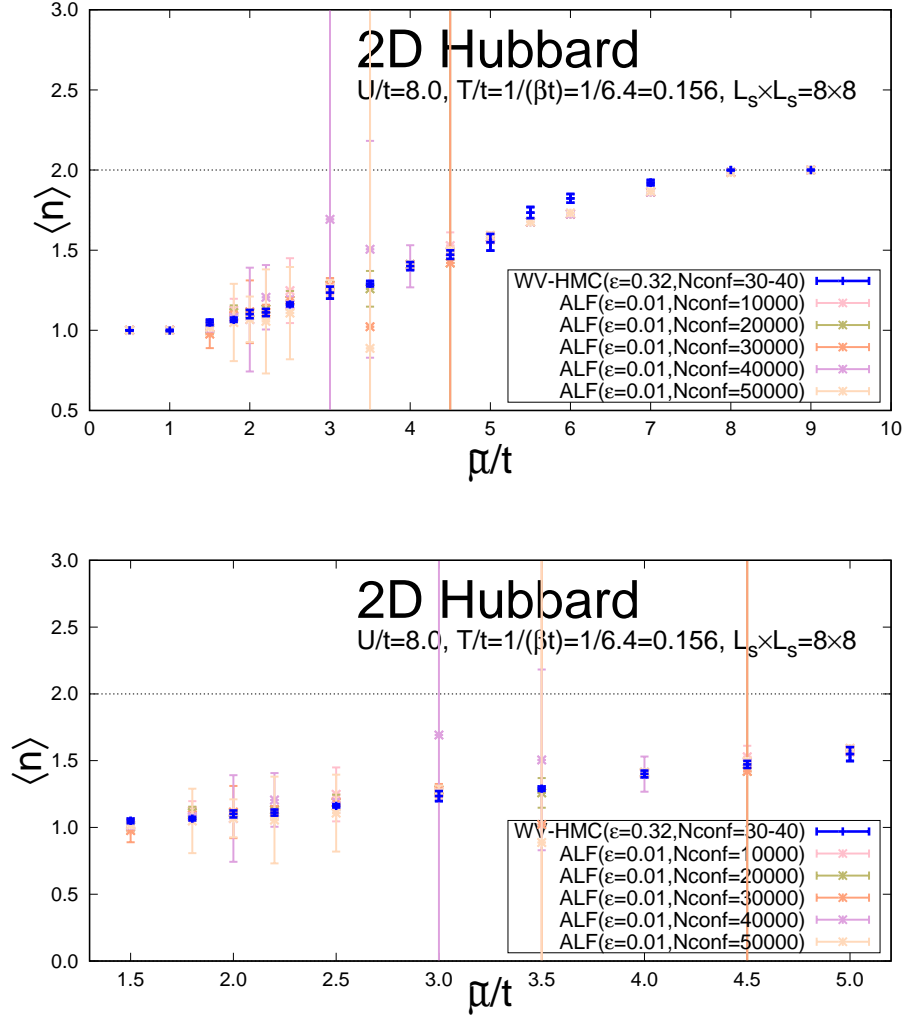 3.0
2.5
2.0
1.5
1.0
0.5
⟨n⟩
2D Hubbard
U/t=8.0, T/t=1/(βt)=1/6.4=0.156, Lₛ×Lₛ=8×8
WV-HMC(ε=0.32,Nconf=30-40)
ALF(ε=0.01,Nconf=10000)
ALF(ε=0.01,Nconf=20000)
ALF(ε=0.01,Nconf=30000)
ALF(ε=0.01,Nconf=40000)
ALF(ε=0.01,Nconf=50000)
0 1 2 3 4 5 6 7 8 9 10
μ̃/t
3.0
2.5
2.0
1.5
1.0
0.5
0.0
⟨n⟩
2D Hubbard
U/t=8.0, T/t=1/(βt)=1/6.4=0.156, Lₛ×Lₛ=8×8
WV-HMC(ε=0.32,Nconf=30-40)
ALF(ε=0.01,Nconf=10000)
ALF(ε=0.01,Nconf=20000)
ALF(ε=0.01,Nconf=30000)
ALF(ε=0.01,Nconf=40000)
ALF(ε=0.01,Nconf=50000)
1.5 2.0 2.5 3.0 3.5 4.0 4.5 5.0
μ̃/t